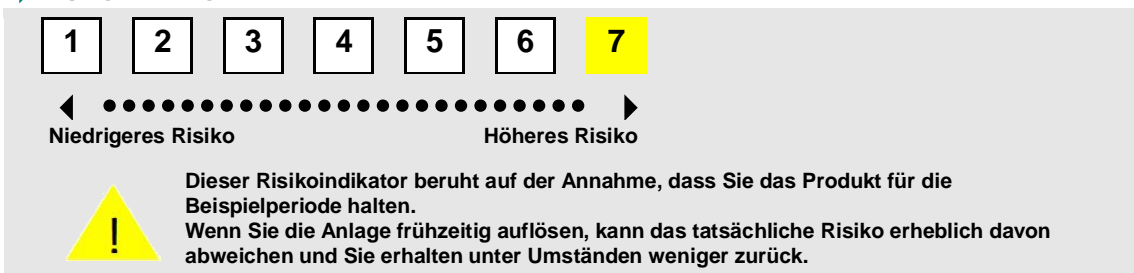 1 2 3 4 5 6 7
Niedrigeres Risiko Höheres Risiko
Dieser Risikoindikator beruht auf der Annahme, dass Sie das Produkt für die
Beispielperiode halten.
! Wenn Sie die Anlage frühzeitig auflösen, kann das tatsächliche Risiko erheblich davon
abweichen und Sie erhalten unter Umständen weniger zurück.